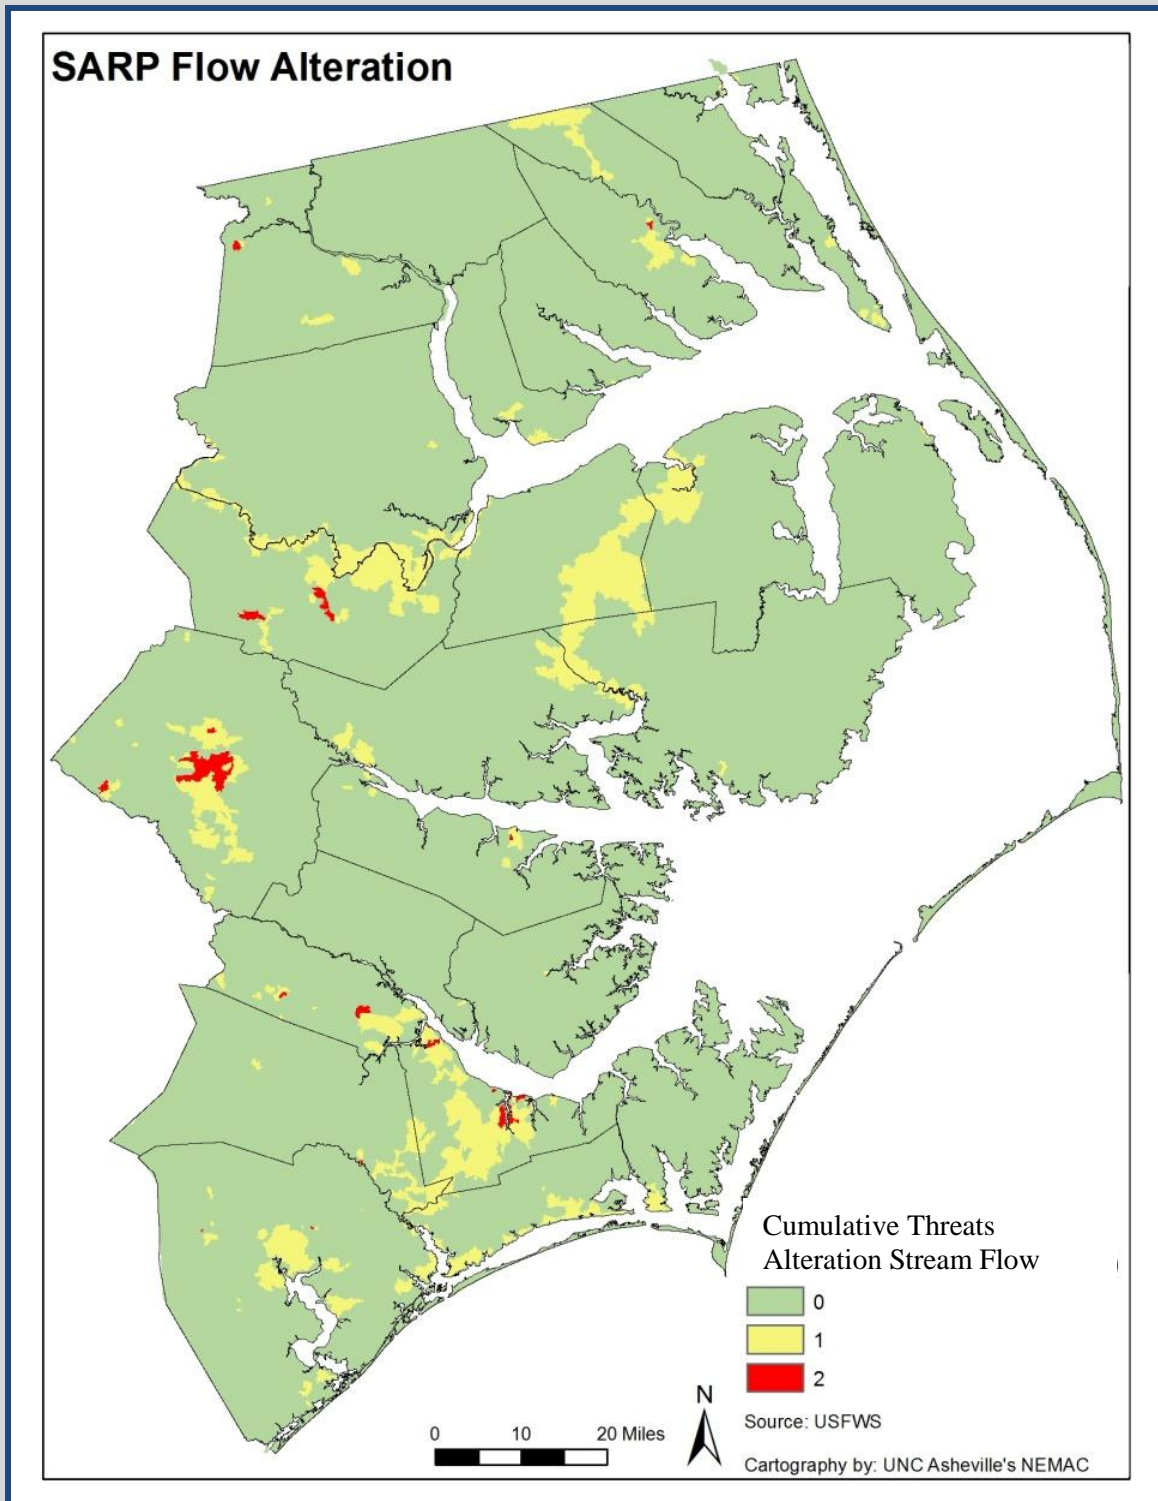 SARP Flow Alteration
Cumulative Threats
Alteration Stream Flow
0
1
2
N
0 10 20 Miles
Source: USFWS
Cartography by: UNC Asheville's NEMAC